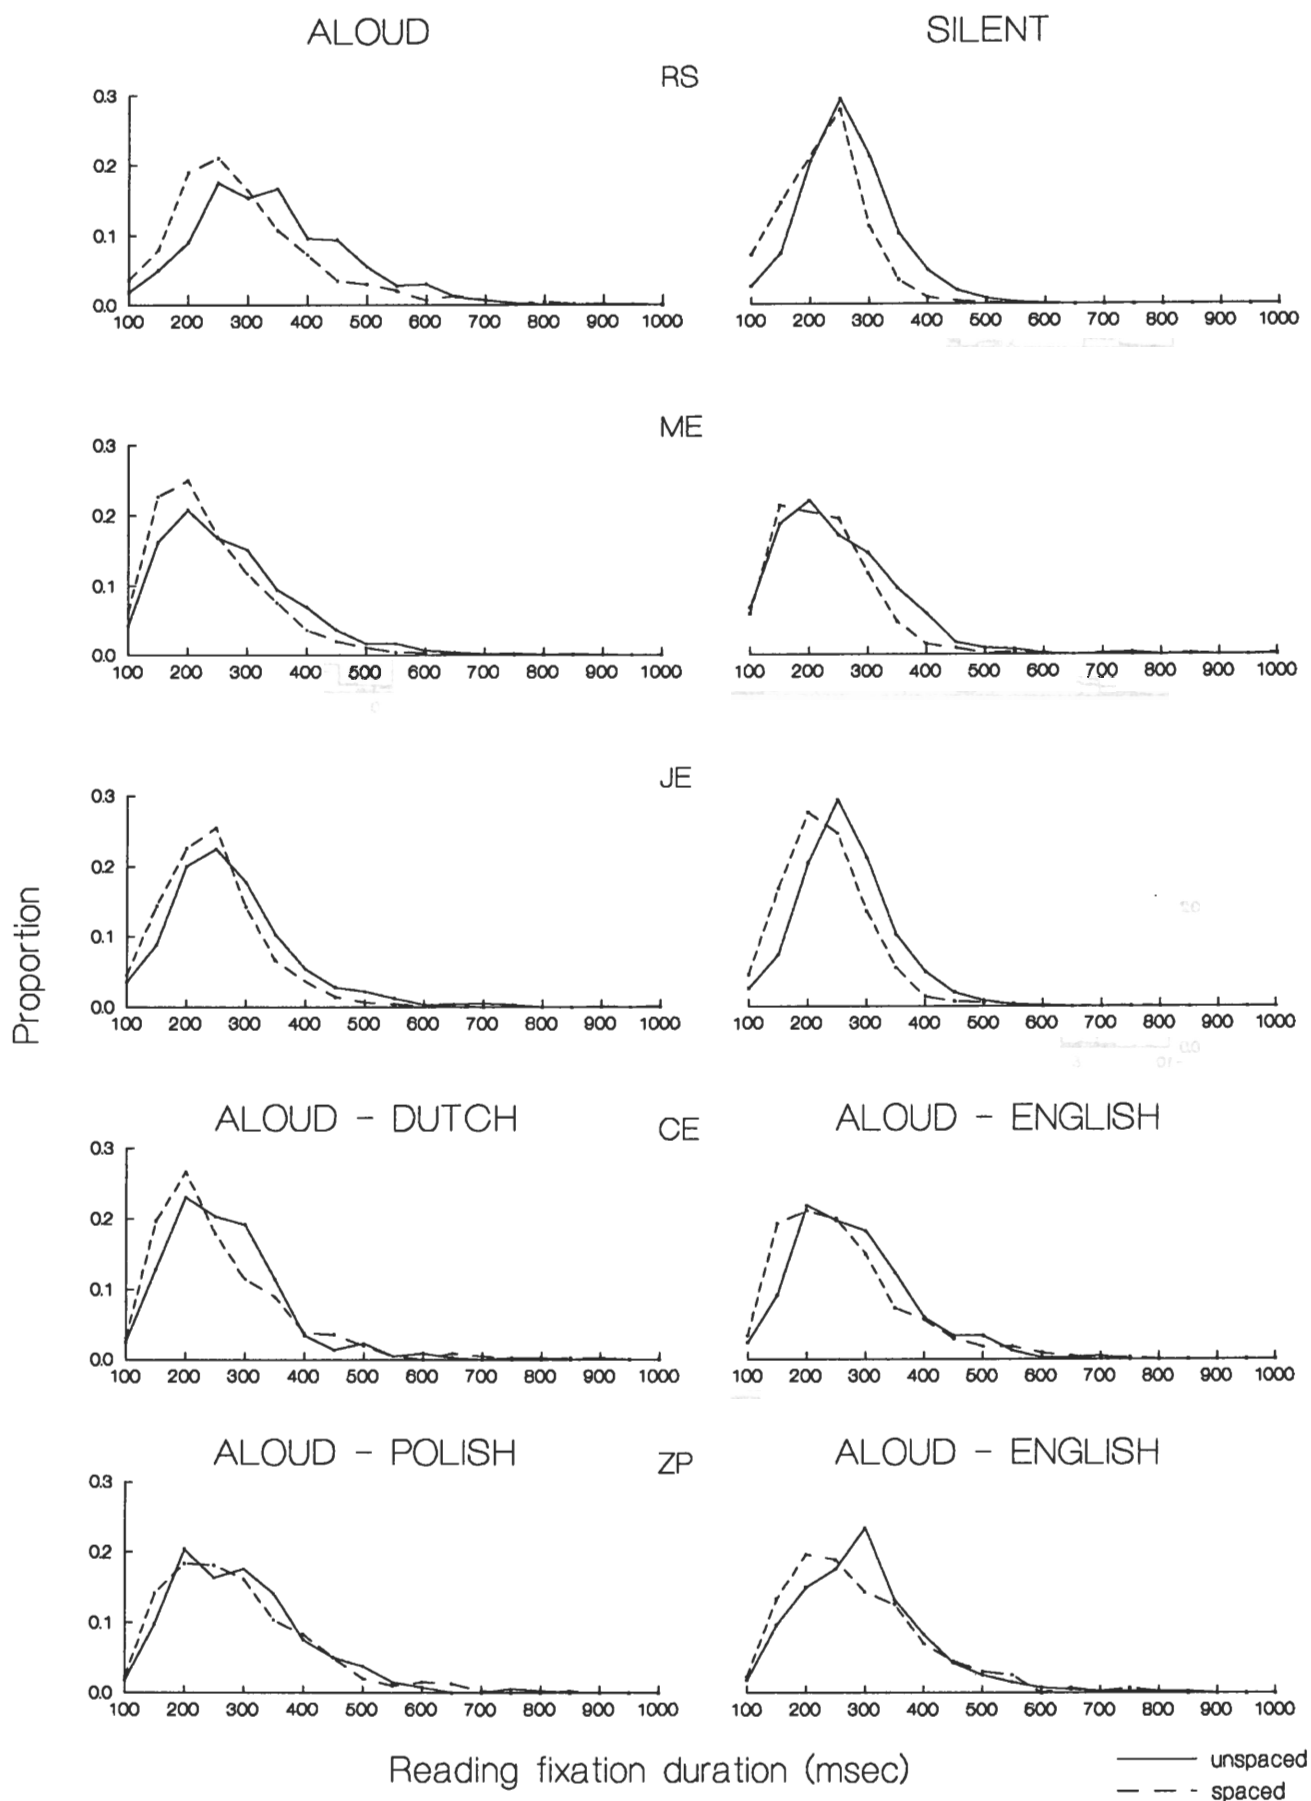 ALOUD SILENT
RS
0.3
0.2
0.1
0.0
100 200 300 400 500 600 700 800 900 1000
100 200 300 400 500 600 700 800 900 1000
ME
0.3
0.2
0.1
0.0
100 200 300 400 500 600 700 800 900 1000
100 200 300 400 500 600 700 800 900 1000
JE
0.3
0.2
0.1
0.0
100 200 300 400 500 600 700 800 900 1000
100 200 300 400 500 600 700 800 900 1000
Proportion
ALOUD - DUTCH CE ALOUD - ENGLISH
0.3
0.2
0.1
0.0
100 200 300 400 500 600 700 800 900 1000
100 200 300 400 500 600 700 800 900 1000
ALOUD - POLISH ZP ALOUD - ENGLISH
0.3
0.2
0.1
0.0
100 200 300 400 500 600 700 800 900 1000
100 200 300 400 500 600 700 800 900 1000
Reading fixation duration (msec)
unspaced
spaced